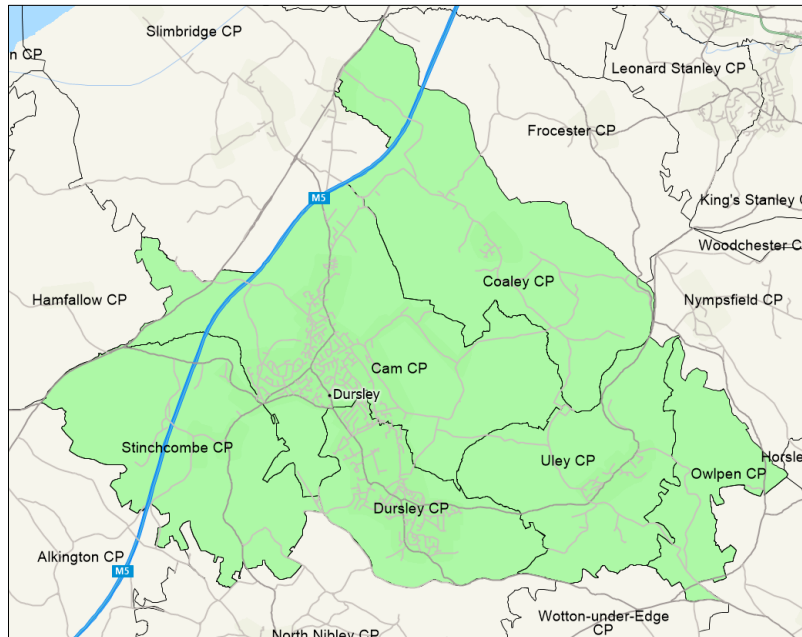 Slimbridge CP
n CP
Leonard Stanley CP
Frocester CP
M5
King's Stanley C
Woodchester C
Coaley CP
Hamfallow CP
Nympsfield CP
Cam CP
Dursley
Stinchcombe CP
Horsle
Uley CP
Owlpen CP
Dursley CP
Alkington CP
M5
Wotton-under-Edge
CP
North Nibley CP